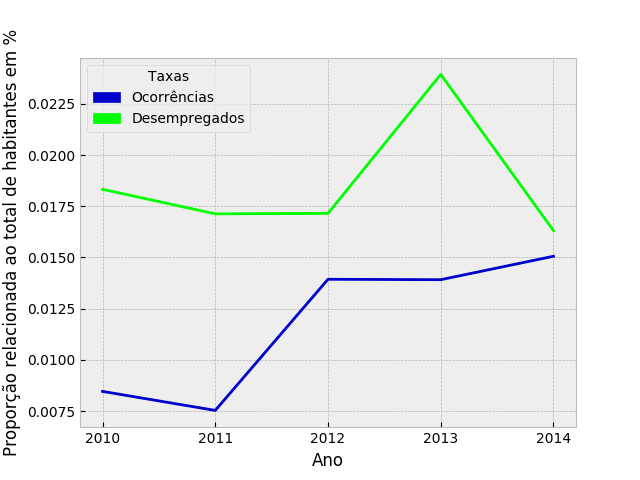 Proporção relacionada ao total de habitantes em %
Taxas
Ocorrências
Desempregados
0.0225
0.0200
0.0175
0.0150
0.0125
0.0100
0.0075
2010 2011 2012 2013 2014
Ano